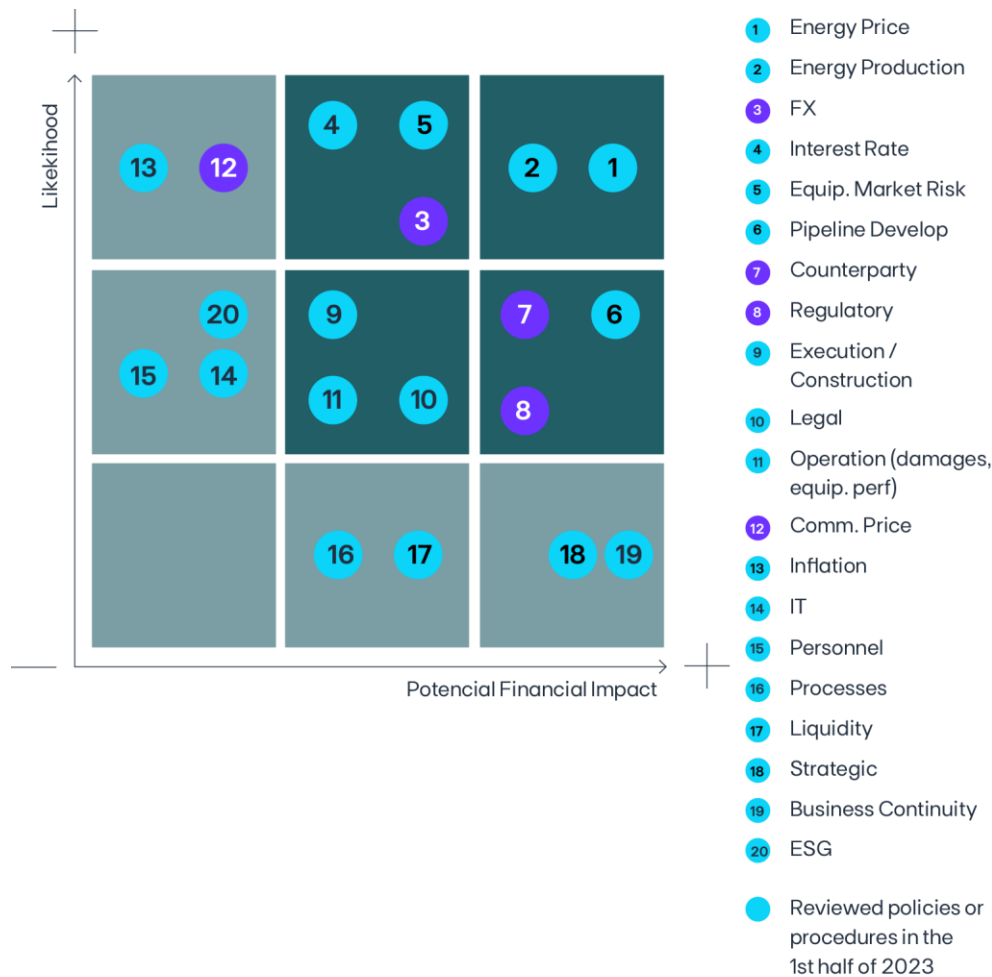 Likekihood
4
5
13
12
2
1
3
20
9
7
6
15
14
11
10
8
16
17
18
19
Potencial Financial Impact
1 Energy Price
2 Energy Production
3 FX
4 Interest Rate
5 Equip. Market Risk
6 Pipeline Develop
7 Counterparty
8 Regulatory
9 Execution /
Construction
10 Legal
11 Operation (damages,
equip. perf)
12 Comm. Price
13 Inflation
14 IT
15 Personnel
16 Processes
17 Liquidity
18 Strategic
19 Business Continuity
20 ESG
Reviewed policies or
procedures in the
1st half of 2023